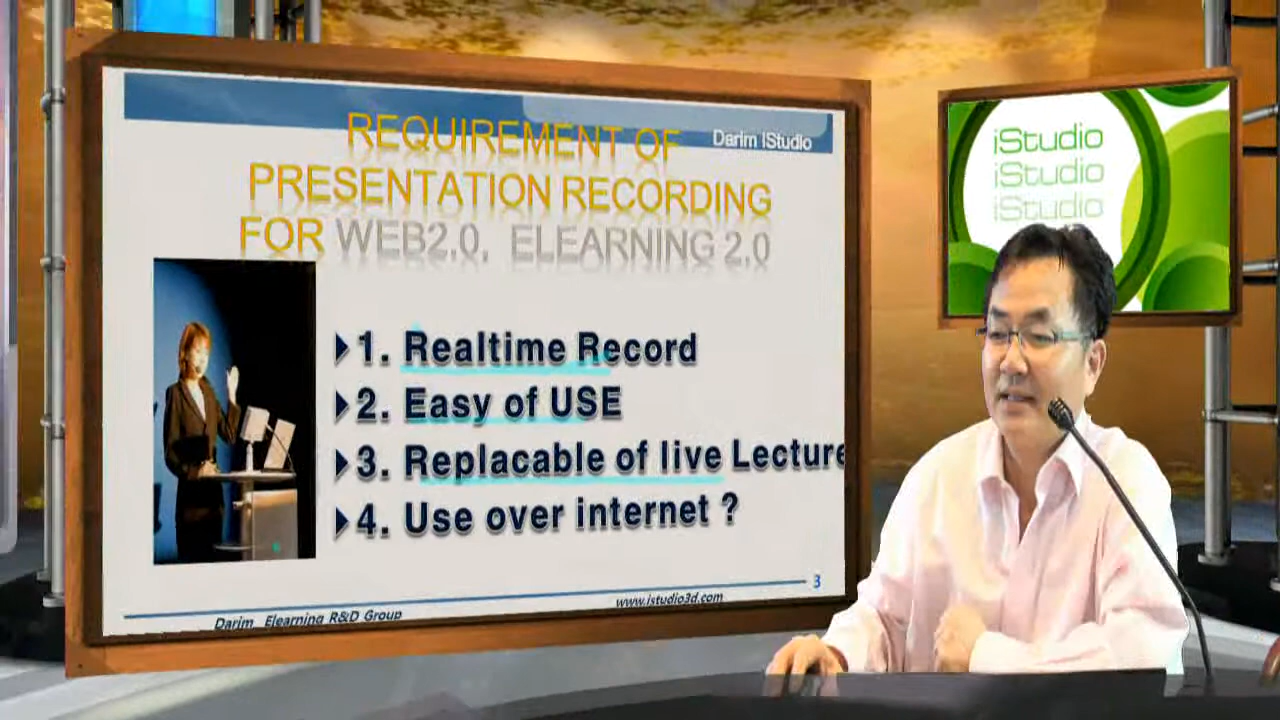 REQUIREMENT OF
Darim IStudio
PRESENTATION RECORDING
FOR WEB2.0, ELEARNING 2.0
1. Realtime Record
2. Easy of USE
3. Replacable of live Lecture
4. Use over internet ?
3
Darim Elearning R&D Group
www.istudio3d.com
iStudio
iStudio
iStudio